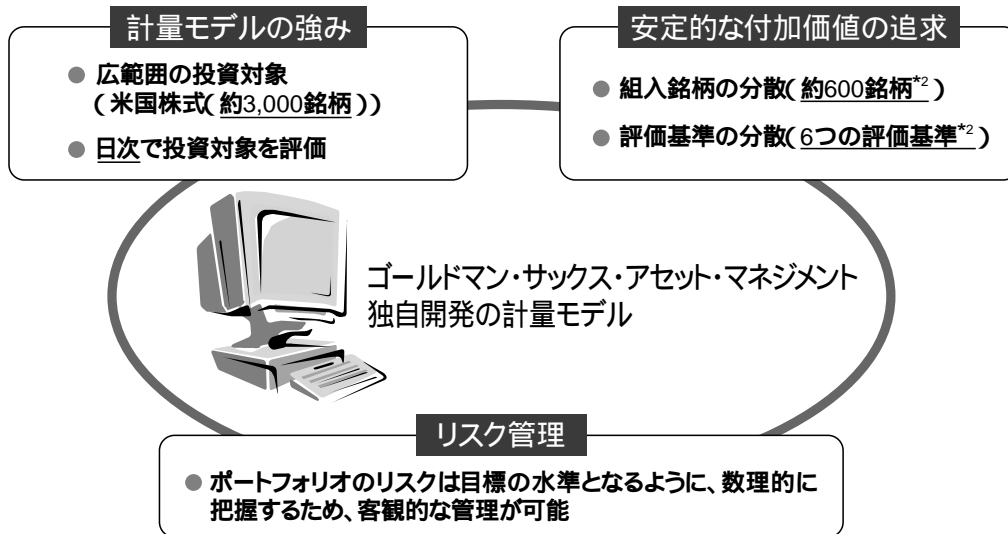 計量モデルの強み
● 広範囲の投資対象
（米国株式（約3,000銘柄））
● 日次で投資対象を評価
安定的な付加価値の追求
● 組入銘柄の分散（約600銘柄*2）
● 評価基準の分散（6つの評価基準*2）
ゴールドマン・サックス・アセット・マネジメント
独自開発の計量モデル
リスク管理
● ポートフォリオのリスクは目標の水準となるように、数理的に
把握するため、客観的な管理が可能